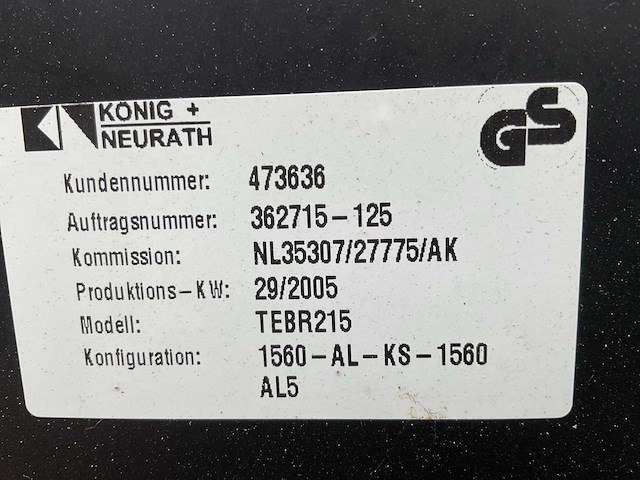 KÖNIG +
NEURATH
GS
Kundennummer: 473636
Auftragsnummer: 362715-125
Kommission: NL35307/27775/AK
Produktions-KW: 29/2005
Modell: TEBR215
Konfiguration: 1560-AL-KS-1560
AL5